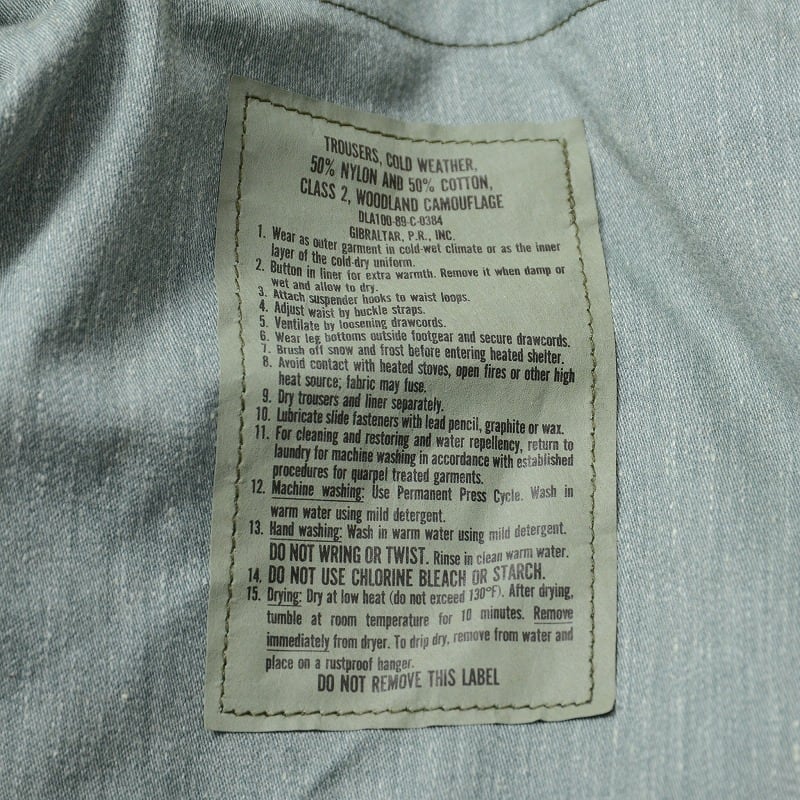 TROUSERS, COLD WEATHER,
50% NYLON AND 50% COTTON,
CLASS 2, WOODLAND CAMOUFLAGE
DLA100-89-C-0384
GIBRALTAR, P.R., INC.
1. Wear as outer garment in cold-wet climate or as the inner
layer of the cold-dry uniform.
2. Button in liner for extra warmth. Remove it when damp or
wet and allow to dry.
3. Attach suspender hooks to waist loops.
4. Adjust waist by buckle straps.
5. Ventilate by loosening drawcords.
6. Wear leg bottoms outside footgear and secure drawcords.
7. Brush off snow and frost before entering heated shelter.
8. Avoid contact with heated stoves, open fires or other high
heat source; fabric may fuse.
9. Dry trousers and liner separately.
10. Lubricate slide fasteners with lead pencil, graphite or wax.
11. For cleaning and restoring and water repellency, return to
laundry for machine washing in accordance with established
procedures for quarpel treated garments.
12. Machine washing: Use Permanent Press Cycle. Wash in
warm water using mild detergent.
13. Hand washing: Wash in warm water using mild detergent.
DO NOT WRING OR TWIST. Rinse in clean warm water.
14. DO NOT USE CHLORINE BLEACH OR STARCH.
15. Drying: Dry at low heat (do not exceed 130°F). After drying,
tumble at room temperature for 10 minutes. Remove
immediately from dryer. To drip dry, remove from water and
place on a rustproof hanger.
DO NOT REMOVE THIS LABEL